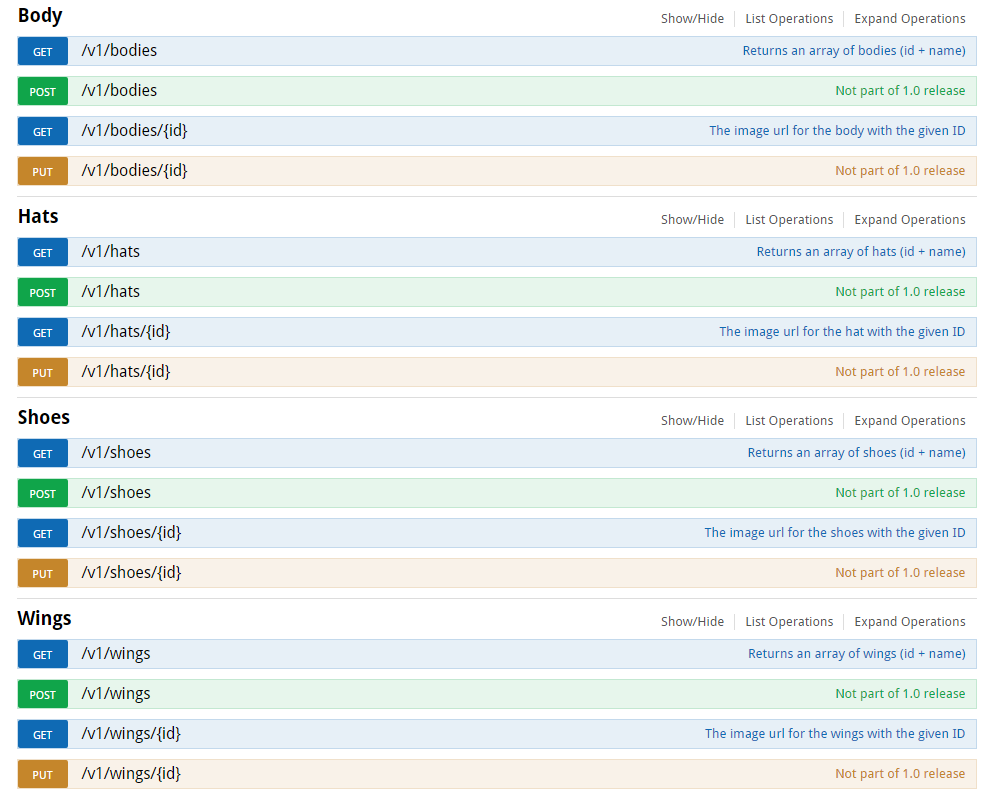 Body Show/Hide List Operations Expand Operations
GET /v1/bodies Returns an array of bodies (id + name)
POST /v1/bodies Not part of 1.0 release
GET /v1/bodies/{id} The image url for the body with the given ID
PUT /v1/bodies/{id} Not part of 1.0 release
Hats Show/Hide List Operations Expand Operations
GET /v1/hats Returns an array of hats (id + name)
POST /v1/hats Not part of 1.0 release
GET /v1/hats/{id} The image url for the hat with the given ID
PUT /v1/hats/{id} Not part of 1.0 release
Shoes Show/Hide List Operations Expand Operations
GET /v1/shoes Returns an array of shoes (id + name)
POST /v1/shoes Not part of 1.0 release
GET /v1/shoes/{id} The image url for the shoes with the given ID
PUT /v1/shoes/{id} Not part of 1.0 release
Wings Show/Hide List Operations Expand Operations
GET /v1/wings Returns an array of wings (id + name)
POST /v1/wings Not part of 1.0 release
GET /v1/wings/{id} The image url for the wings with the given ID
PUT /v1/wings/{id} Not part of 1.0 release